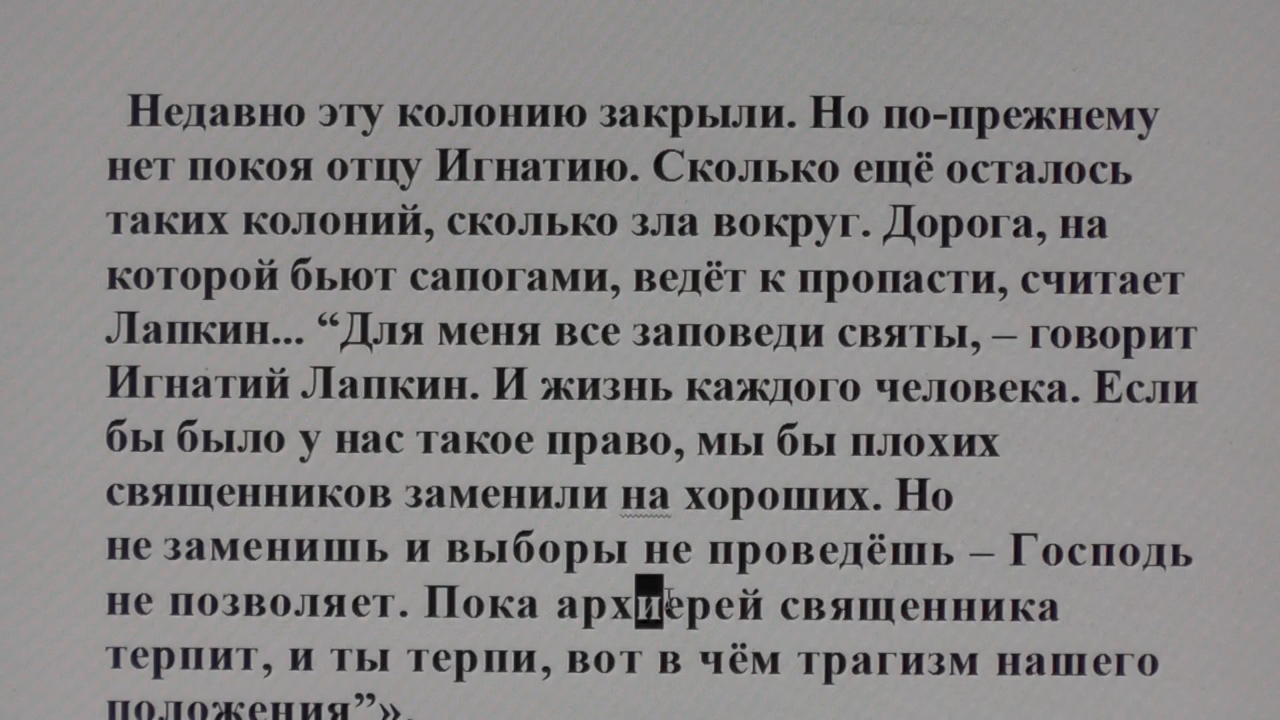 Недавно эту колонию закрыли. Но по-прежнему
нет покоя отцу Игнатию. Сколько ещё осталось
таких колоний, сколько зла вокруг. Дорога, на
которой бьют сапогами, ведёт к пропасти, считает
Лапкин... “Для меня все заповеди святы, – говорит
Игнатий Лапкин. И жизнь каждого человека. Если
бы было у нас такое право, мы бы плохих
священников заменили на хороших. Но
не заменишь и выборы не проведёшь – Господь
не позволяет. Пока архиерей священника
терпит, и ты терпи, вот в чём трагизм нашего
положения”».